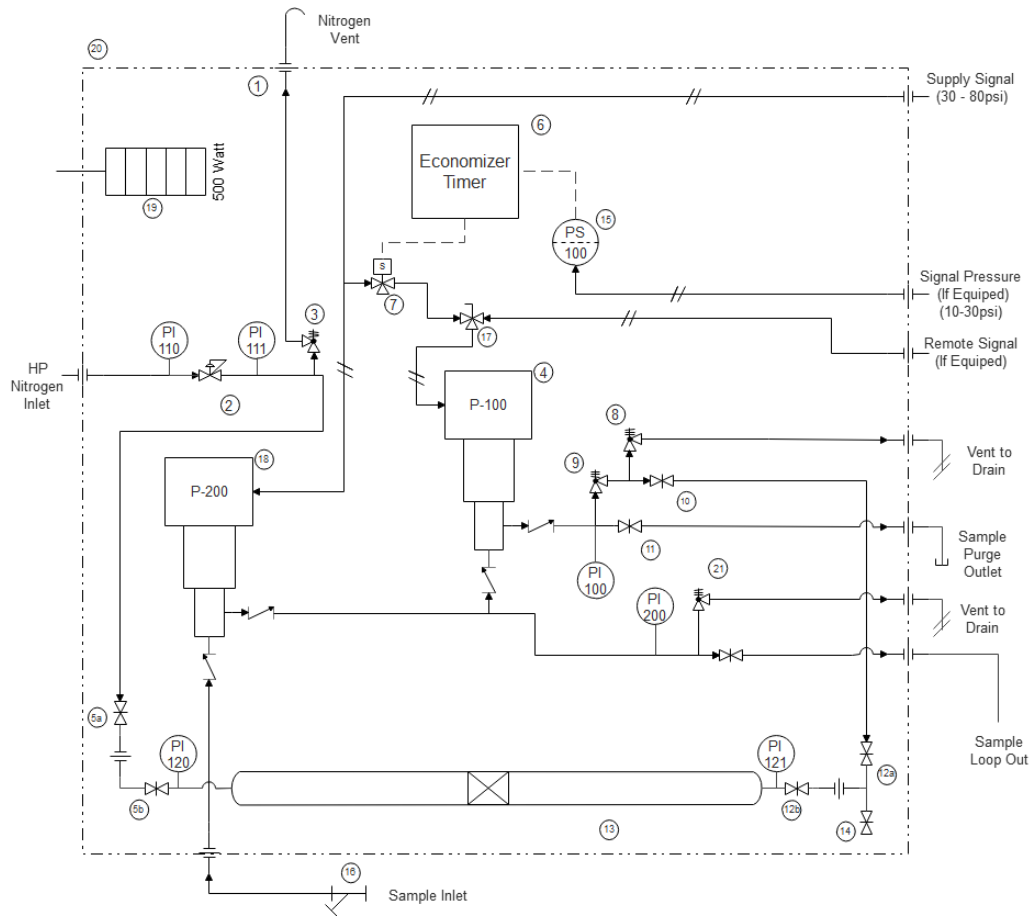 Nitrogen
Vent
20
1
Supply Signal
(30 - 80psi)
6
Economizer
Timer
500 Watt
19
PS
100
15
S
7
Signal Pressure
(If Equiped)
(10-30psi)
3
17
PI
110
PI
111
Remote Signal
(If Equiped)
HP
Nitrogen
Inlet
2
4
P-100
8
Vent to
Drain
9
10
18
P-200
11
Sample
Purge
Outlet
PI
100
21
PI
200
Vent to
Drain
5a
Sample
Loop Out
PI
120
PI
121
12a
5b
12b
13
14
16
Sample Inlet